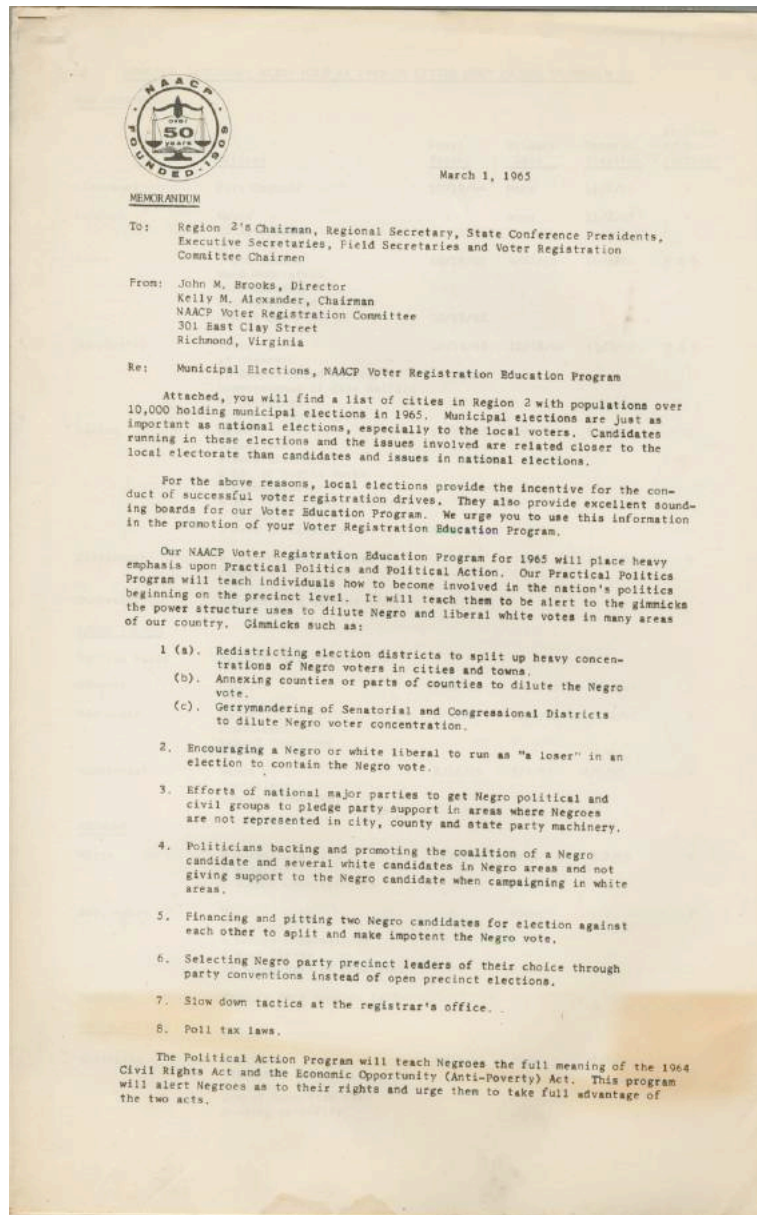 NAACP
OVER
50
years
FOUNDED-1909
March 1, 1965
MEMORANDUM
To: Region 2's Chairman, Regional Secretary, State Conference Presidents,
Executive Secretaries, Field Secretaries and Voter Registration
Committee Chairmen
From: John M. Brooks, Director
Kelly M. Alexander, Chairman
NAACP Voter Registration Committee
301 East Clay Street
Richmond, Virginia
Re: Municipal Elections, NAACP Voter Registration Education Program
Attached, you will find a list of cities in Region 2 with populations over
10,000 holding municipal elections in 1965. Municipal elections are just as
important as national elections, especially to the local voters. Candidates
running in these elections and the issues involved are related closer to the
local electorate than candidates and issues in national elections.
For the above reasons, local elections provide the incentive for the con-
duct of successful voter registration drives. They also provide excellent sound-
ing boards for our Voter Education Program. We urge you to use this information
in the promotion of your Voter Registration Education Program.
Our NAACP Voter Registration Education Program for 1965 will place heavy
emphasis upon Practical Politics and Political Action. Our Practical Politics
Program will teach individuals how to become involved in the nation's politics
beginning on the precinct level. It will teach them to be alert to the gimmicks
the power structure uses to dilute Negro and liberal white votes in many areas
of our country. Gimmicks such as:
1 (a). Redistricting election districts to split up heavy concen-
trations of Negro voters in cities and towns.
(b). Annexing counties or parts of counties to dilute the Negro
vote.
(c). Gerrymandering of Senatorial and Congressional Districts
to dilute Negro voter concentration.
2. Encouraging a Negro or white liberal to run as "a loser" in an
election to contain the Negro vote.
3. Efforts of national major parties to get Negro political and
civil groups to pledge party support in areas where Negroes
are not represented in city, county and state party machinery.
4. Politicians backing and promoting the coalition of a Negro
candidate and several white candidates in Negro areas and not
giving support to the Negro candidate when campaigning in white
areas.
5. Financing and pitting two Negro candidates for election against
each other to split and make impotent the Negro vote.
6. Selecting Negro party precinct leaders of their choice through
party conventions instead of open precinct elections.
7. Slow down tactics at the registrar's office.
8. Poll tax laws.
The Political Action Program will teach Negroes the full meaning of the 1964
Civil Rights Act and the Economic Opportunity (Anti-Poverty) Act. This program
will alert Negroes as to their rights and urge them to take full advantage of
the two acts.